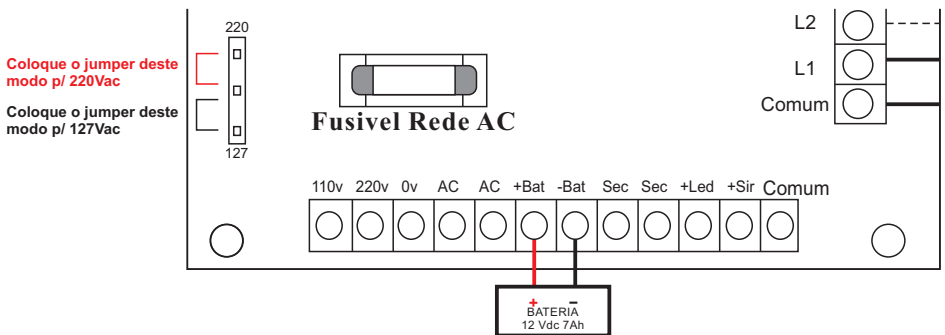 220
Coloque o jumper deste
modo p/ 220Vac
Coloque o jumper deste
modo p/ 127Vac
127
Fusivel Rede AC
L2
L1
Comum
110v 220v 0v AC AC +Bat -Bat Sec Sec +Led +Sir Comum
+ –
BATERIA
12 Vdc 7Ah